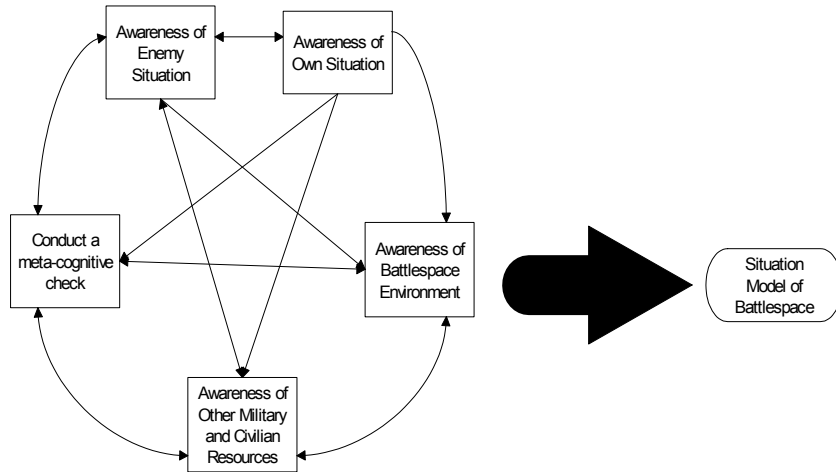 Awareness of
Enemy
Situation
Awareness of
Own Situation
Conduct a
meta-cognitive
check
Awareness of
Battlespace
Environment
Situation
Model of
Battlespace
Awareness of
Other Military
and Civilian
Resources